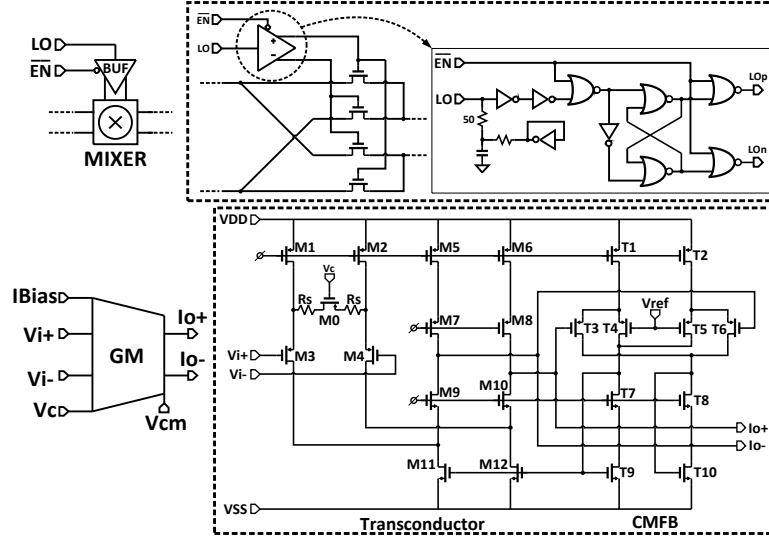 LO
EN
BUF
MIXER
EN
LO
+
-
EN
LO
50
LOp
LOn
VDD
M1
M2
M5
M6
T1
T2
Vc
Rs
Rs
M0
Vref
M7
M8
T3
T4
T5
T6
Vi+
M3
M4
Vi-
M9
M10
T7
T8
Io+
Io-
M11
M12
T9
T10
VSS
Transconductor
CMFB
IBias
Vi+
Vi-
Vc
GM
Io+
Io-
Vcm